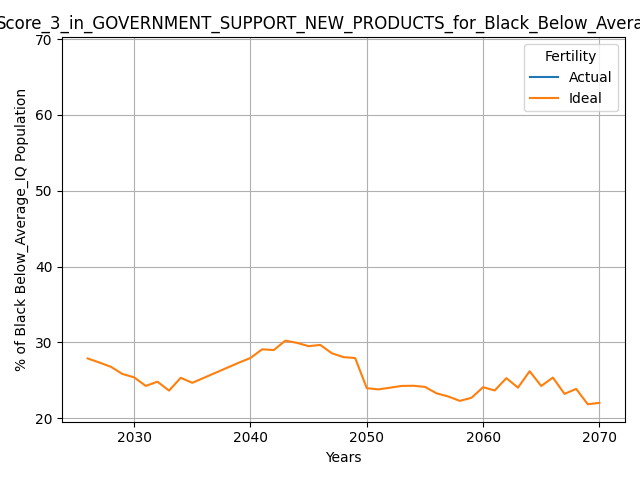 Score_3_in_GOVERNMENT_SUPPORT_NEW_PRODUCTS_for_Black_Below_Avera
70
60
50
40
30
20
% of Black Below_Average_IQ Population
Fertility
Actual
Ideal
2030 2040 2050 2060 2070
Years